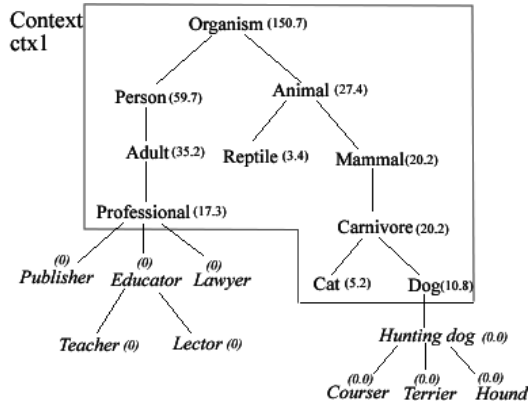 Context
ctx1
Organism (150.7)
Person (59.7)
Animal (27.4)
Adult (35.2)
Reptile (3.4)
Mammal (20.2)
Professional (17.3)
Carnivore (20.2)
(0) (0) (0)
Publisher Educator Lawyer
Cat (5.2) Dog (10.8)
Teacher (0) Lector (0)
Hunting dog (0.0)
(0.0) (0.0) (0.0)
Courser Terrier Hound